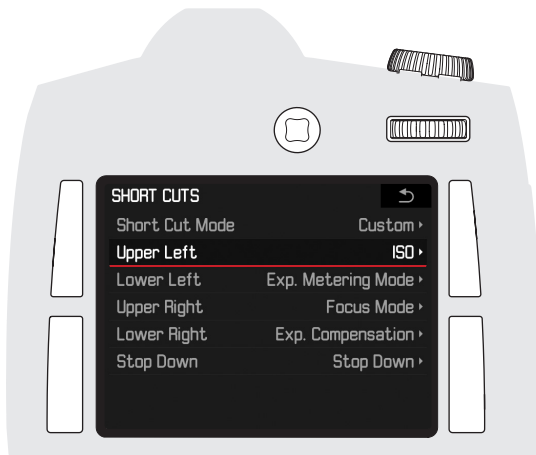 SHORT CUTS
Short Cut Mode Custom
Upper Left ISO
Lower Left Exp. Metering Mode
Upper Right Focus Mode
Lower Right Exp. Compensation
Stop Down Stop Down